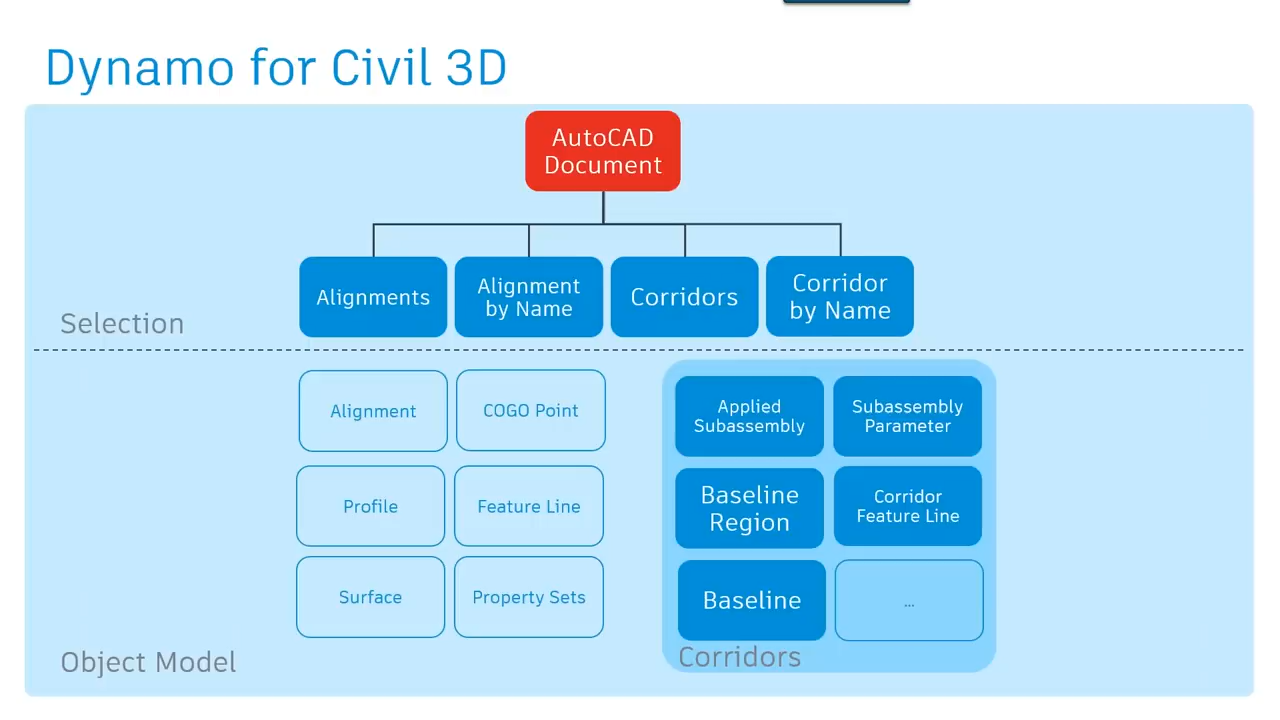 Dynamo for Civil 3D
AutoCAD
Document
Alignments
Alignment
by Name
Corridors
Corridor
by Name
Selection
Alignment
COGO Point
Applied
Subassembly
Subassembly
Parameter
Profile
Feature Line
Baseline
Region
Corridor
Feature Line
Surface
Property Sets
Baseline
...
Object Model
Corridors